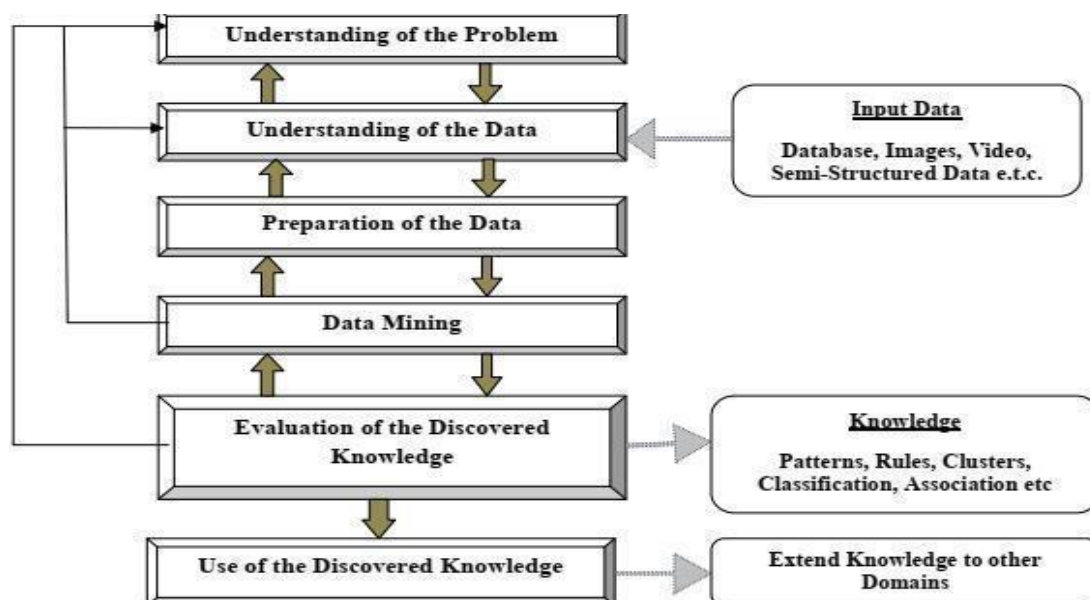 Understanding of the Problem
Understanding of the Data
Input Data
Database, Images, Video,
Semi-Structured Data e.t.c.
Preparation of the Data
Data Mining
Evaluation of the Discovered
Knowledge
Knowledge
Patterns, Rules, Clusters,
Classification, Association etc
Use of the Discovered Knowledge
Extend Knowledge to other
Domains